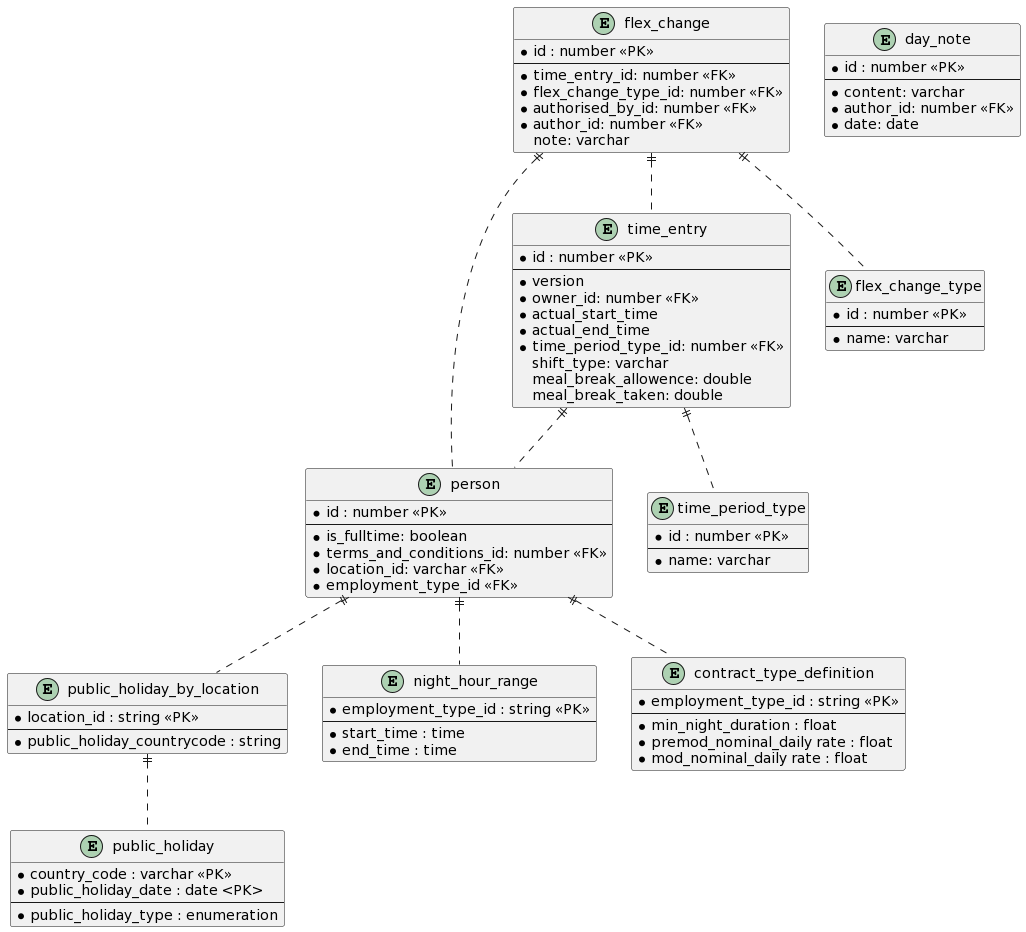 E flex_change
id : number «PK»
time_entry_id: number «FK»
flex_change_type_id: number «FK»
authorised_by_id: number «FK»
author_id: number «FK»
note: varchar
E day_note
id : number «PK»
content: varchar
author_id: number «FK»
date: date
E time_entry
id : number «PK»
version
owner_id: number «FK»
actual_start_time
actual_end_time
time_period_type_id: number «FK»
shift_type: varchar
meal_break_allowence: double
meal_break_taken: double
E flex_change_type
id : number «PK»
name: varchar
E person
id : number «PK»
is_fulltime: boolean
terms_and_conditions_id: number «FK»
location_id: varchar «FK»
employment_type_id «FK»
E time_period_type
id : number «PK»
name: varchar
E public_holiday_by_location
location_id : string «PK»
public_holiday_countrycode : string
E night_hour_range
employment_type_id : string «PK»
start_time : time
end_time : time
E contract_type_definition
employment_type_id : string «PK»
min_night_duration : float
premod_nominal_daily rate : float
mod_nominal_daily rate : float
E public_holiday
country_code : varchar «PK»
public_holiday_date : date <PK>
public_holiday_type : enumeration